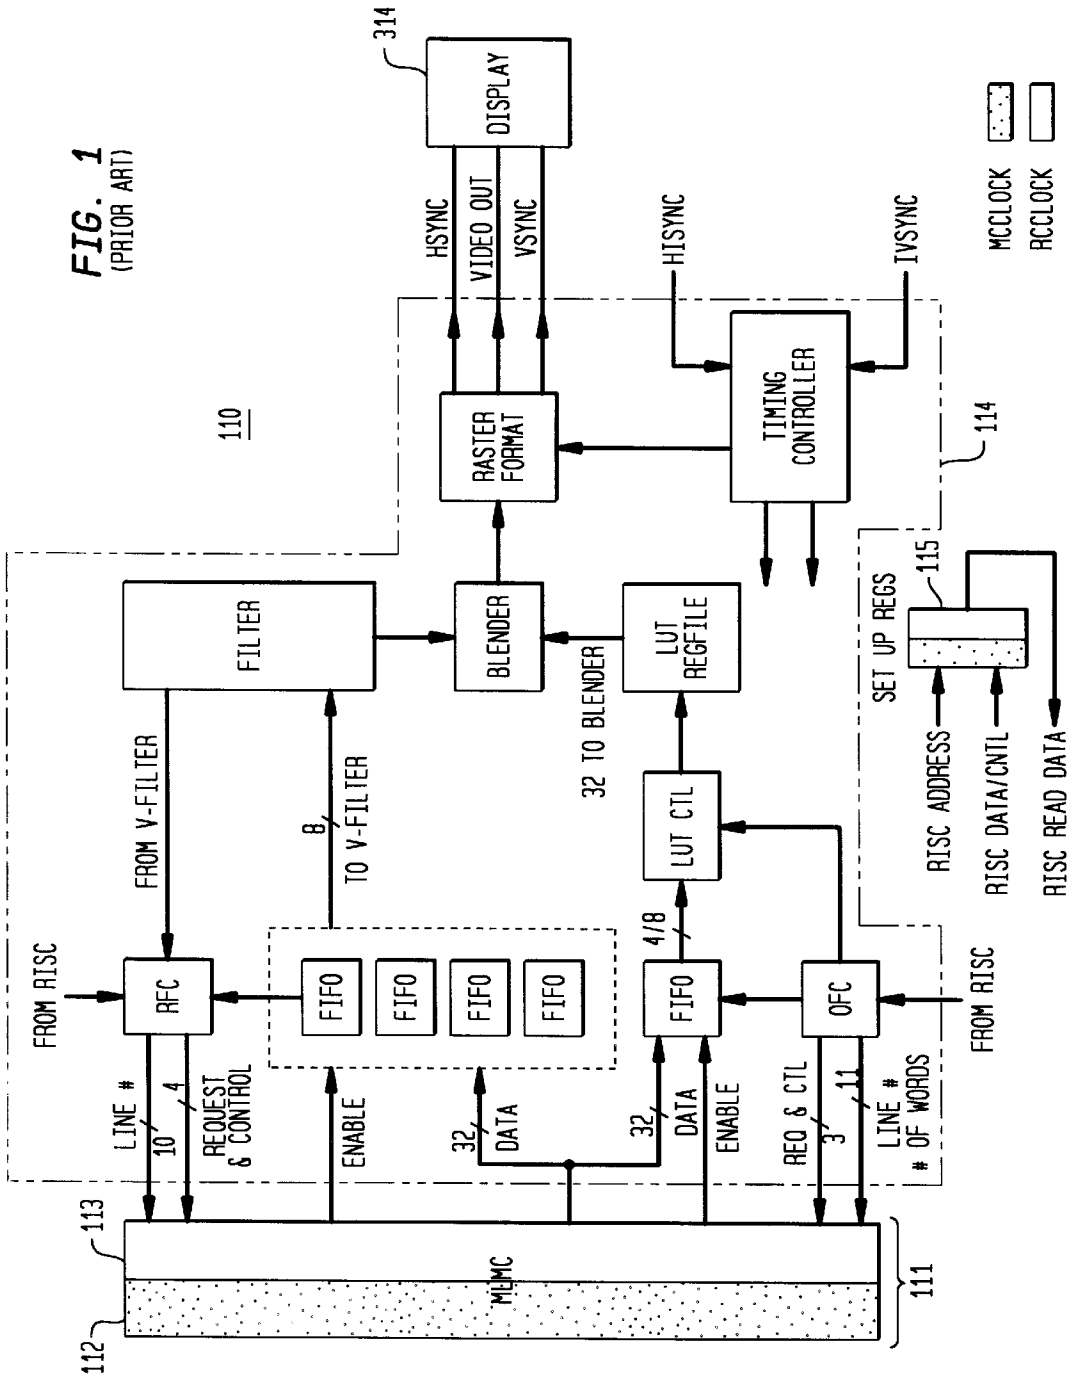 FIG. 1
(PRIOR ART)
110
314
DISPLAY
HSYNC
VIDEO OUT
VSYNC
RASTER
FORMAT
HISYNC
IVSYNC
TIMING
CONTROLLER
114
MCCLOCK
RCCLOCK
FILTER
BLENDER
LUT
REGFILE
32 TO BLENDER
SET UP REGS
115
RISC ADDRESS
RISC DATA/CNTL
RISC READ DATA
FROM V-FILTER
8
TO V-FILTER
LUT CTL
4/8
FROM RISC
RFC
FIFO
FIFO
FIFO
FIFO
FIFO
OFC
FROM RISC
LINE #
10
4
REQUEST
& CONTROL
ENABLE
32
DATA
32
DATA
ENABLE
REQ & CTL
3
11
LINE #
# OF WORDS
113
112
MEMC
111